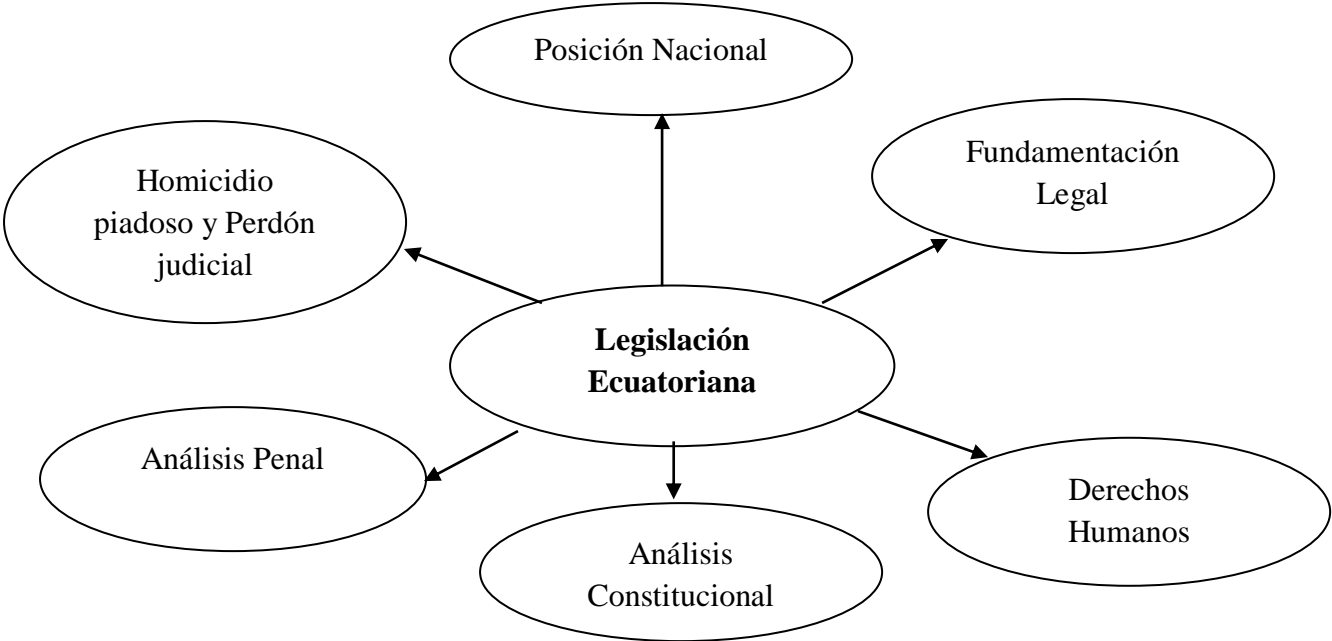 Posición Nacional
Fundamentación
Legal
Homicidio
piadoso y Perdón
judicial
Legislación
Ecuatoriana
Análisis Penal
Derechos
Humanos
Análisis
Constitucional